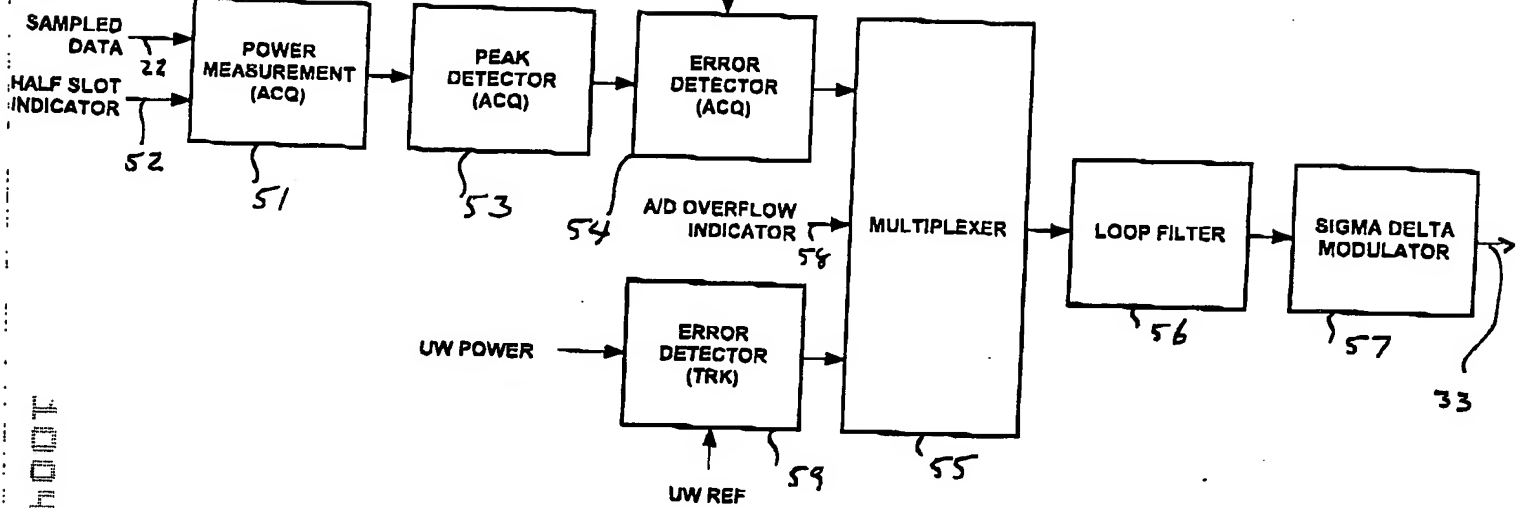 SAMPLED
DATA
22
HALF SLOT
INDICATOR
52
POWER
MEASUREMENT
(ACQ)
51
PEAK
DETECTOR
(ACQ)
53
ERROR
DETECTOR
(ACQ)
54
A/D OVERFLOW
INDICATOR
58
UW POWER
ERROR
DETECTOR
(TRK)
59
UW REF
MULTIPLEXER
55
LOOP FILTER
56
SIGMA DELTA
MODULATOR
57
33